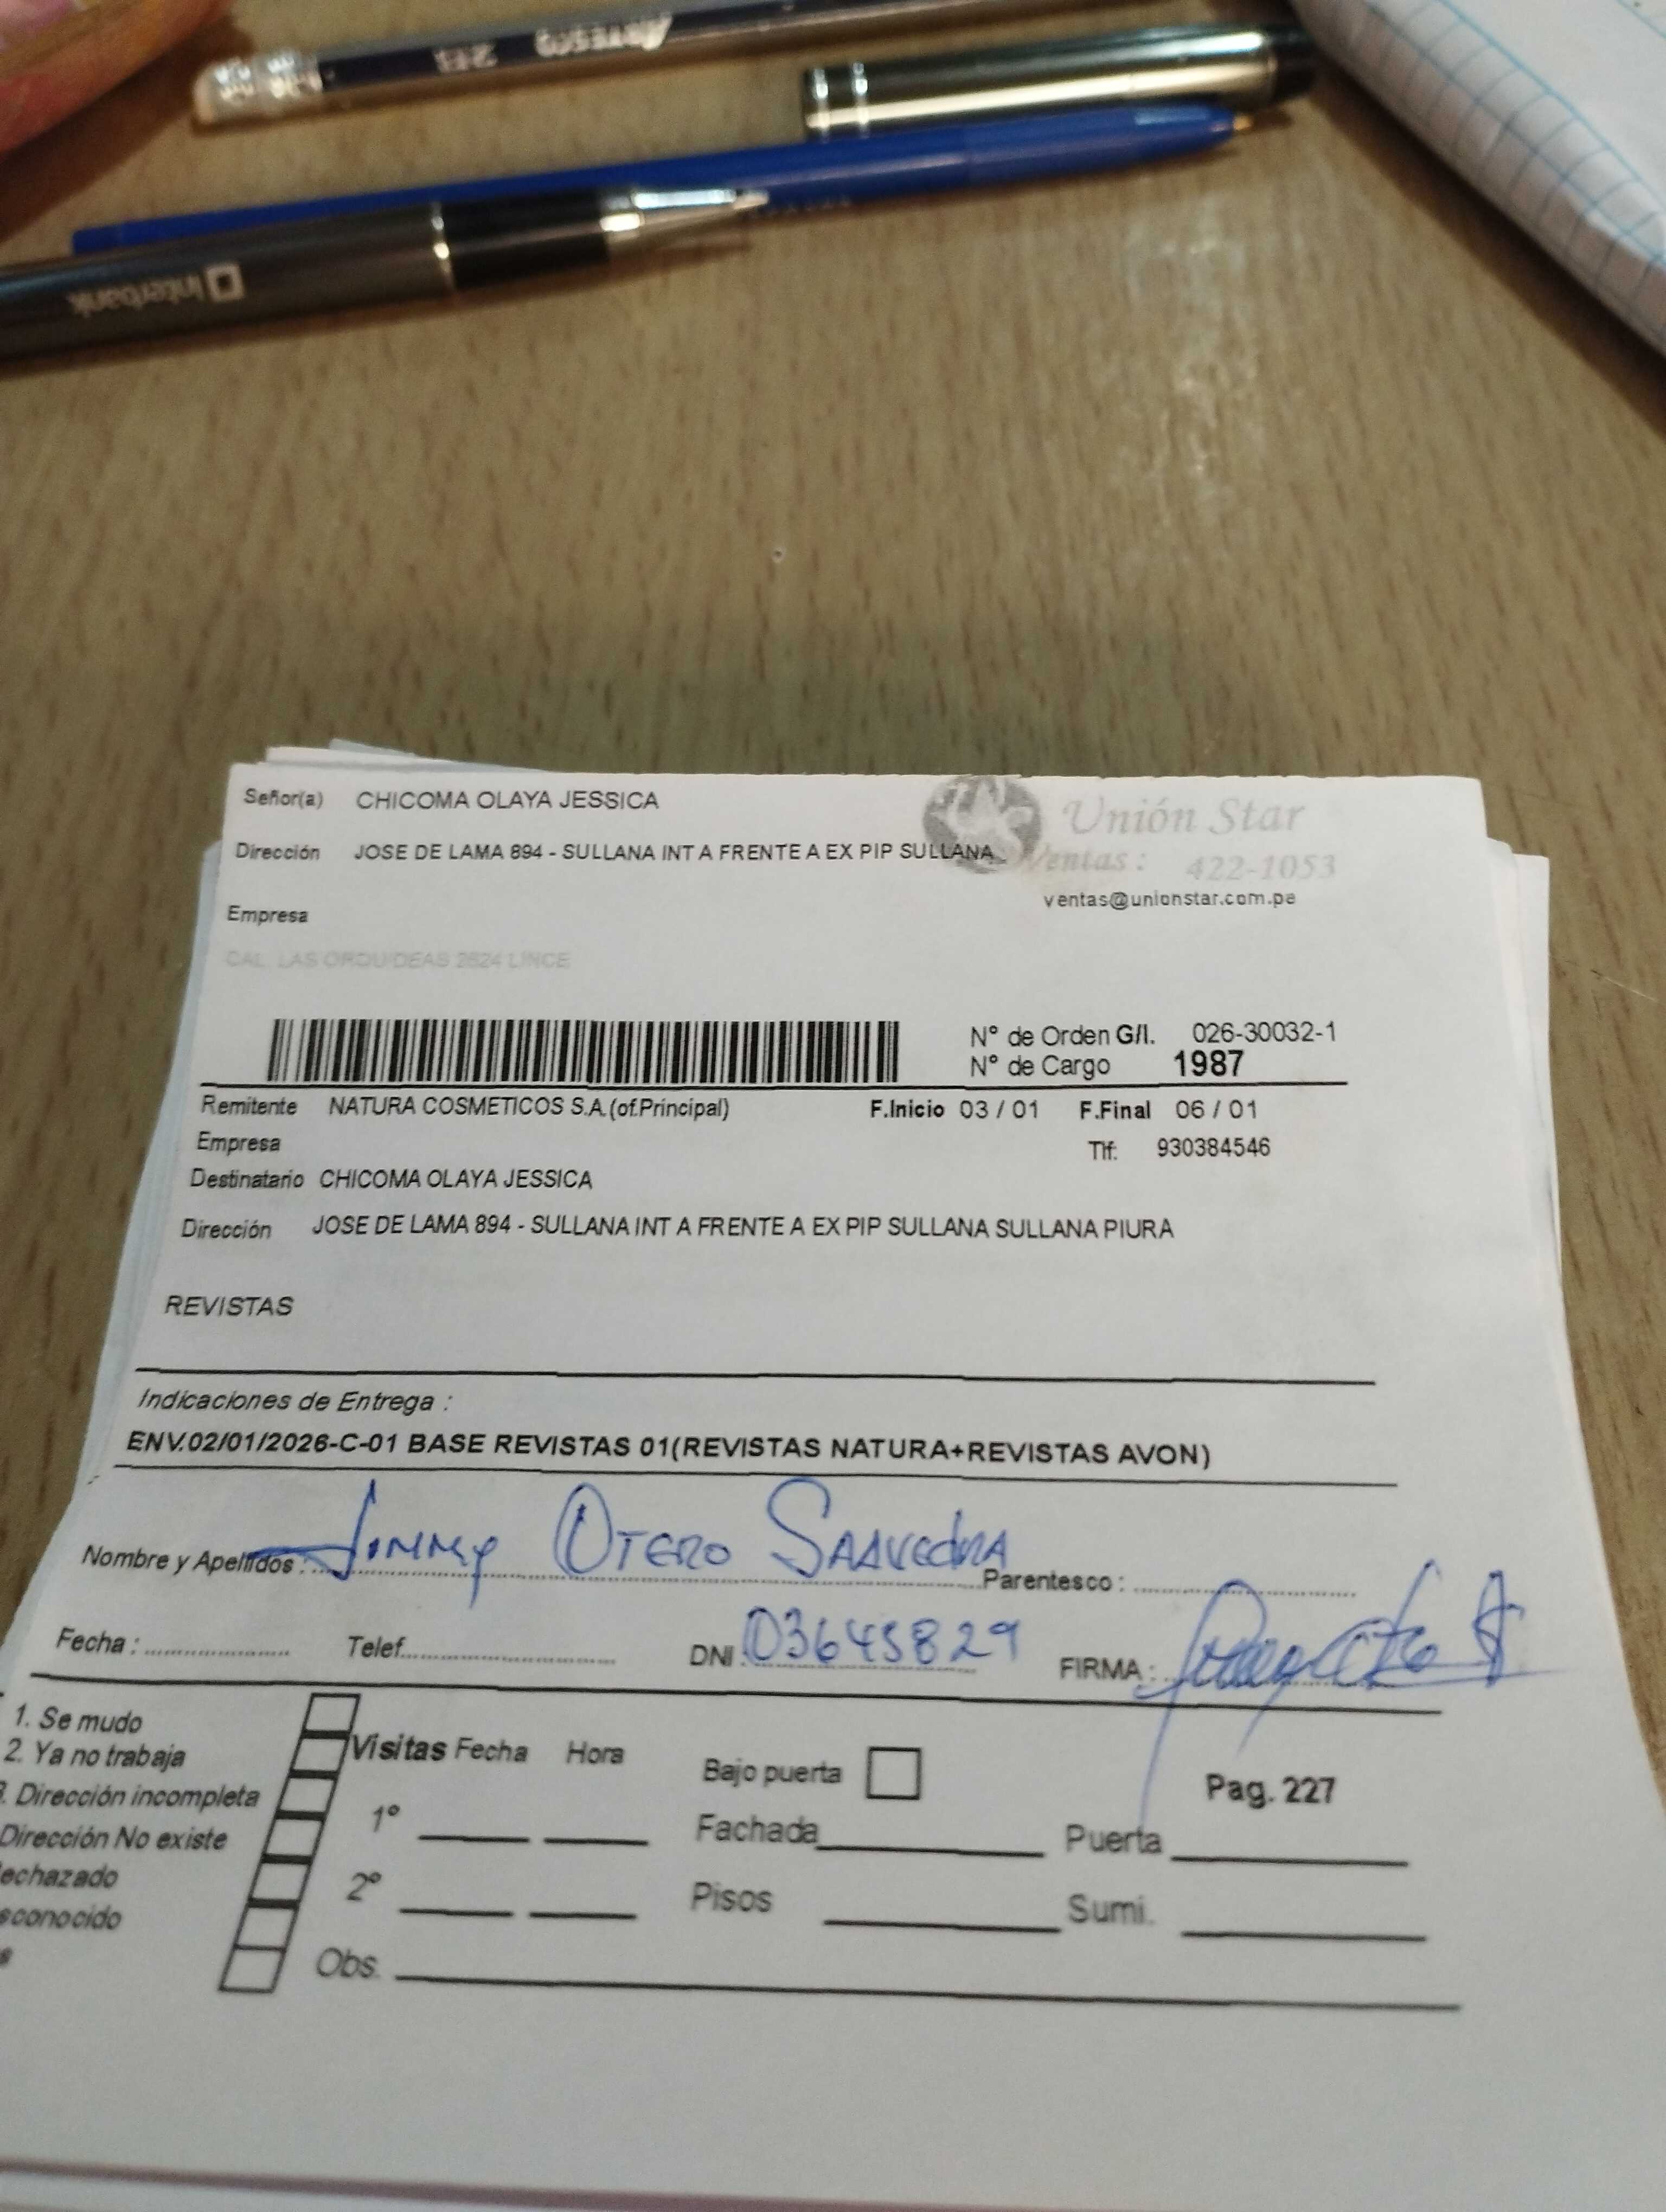 ARTESCO 2B
Interbank
Señor(a) CHICOMA OLAYA JESSICA
Unión Star
Dirección JOSE DE LAMA 894 - SULLANA INT A FRENTE A EX PIP SULLANA
Ventas: 422-1053
ventas@unionstar.com.pe
Empresa
CAL. LAS ORQUIDEAS 2624 LINCE
N° de Orden G/I. 026-30032-1
N° de Cargo 1987
Remitente NATURA COSMETICOS S.A.(of.Principal) F.Inicio 03 / 01 F.Final 06 / 01
Empresa Tlf: 930384546
Destinatario CHICOMA OLAYA JESSICA
Dirección JOSE DE LAMA 894 - SULLANA INT A FRENTE A EX PIP SULLANA SULLANA PIURA
REVISTAS
Indicaciones de Entrega :
ENV.02/01/2026-C-01 BASE REVISTAS 01(REVISTAS NATURA+REVISTAS AVON)
Nombre y Apellidos : Jimmy Otero Saavedra Parentesco :
Fecha : Telef. DNI 03645829 FIRMA :
1. Se mudo
2. Ya no trabaja
3. Dirección incompleta
Dirección No existe
echazado
sconocido
Visitas Fecha Hora Bajo puerta Pag. 227
1° Fachada Puerta
2° Pisos Sumi.
Obs.